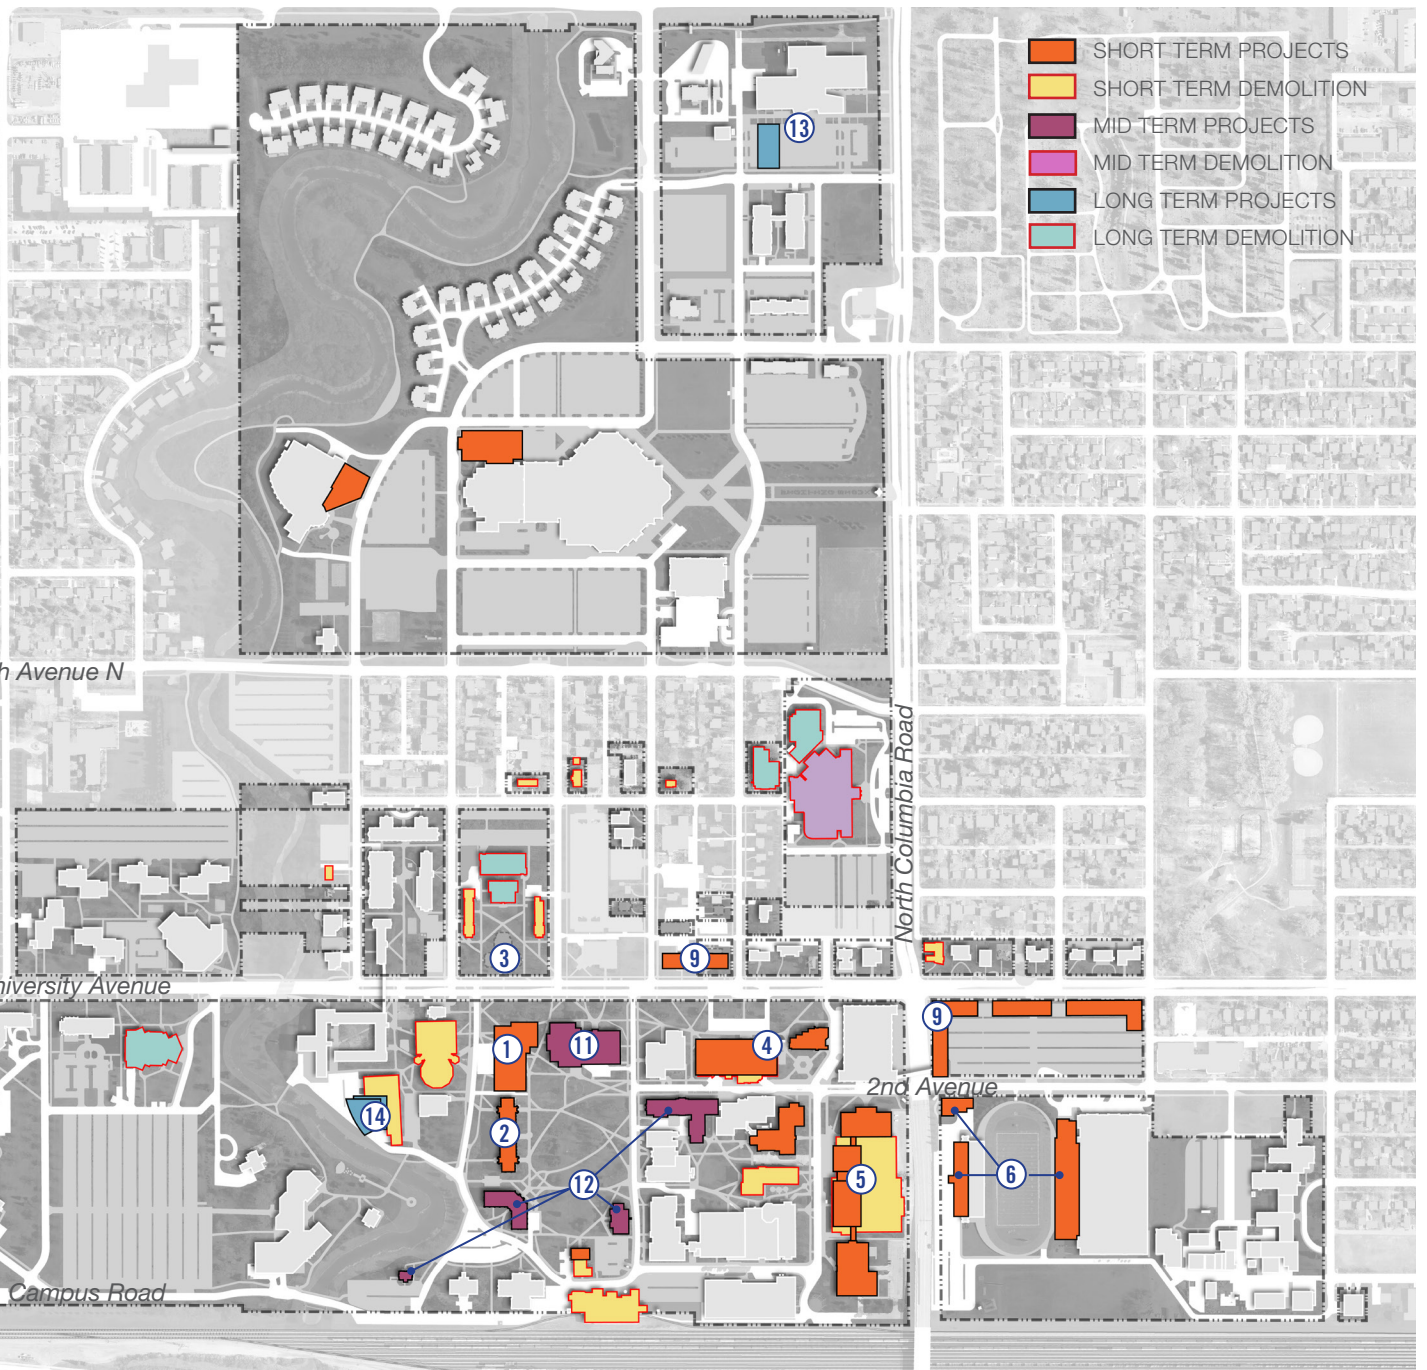 SHORT TERM PROJECTS
SHORT TERM DEMOLITION
MID TERM PROJECTS
MID TERM DEMOLITION
LONG TERM PROJECTS
LONG TERM DEMOLITION
13
h Avenue N
North Columbia Road
3
9
niversity Avenue
9
1
11
4
2nd Avenue
14
2
12
5
6
Campus Road